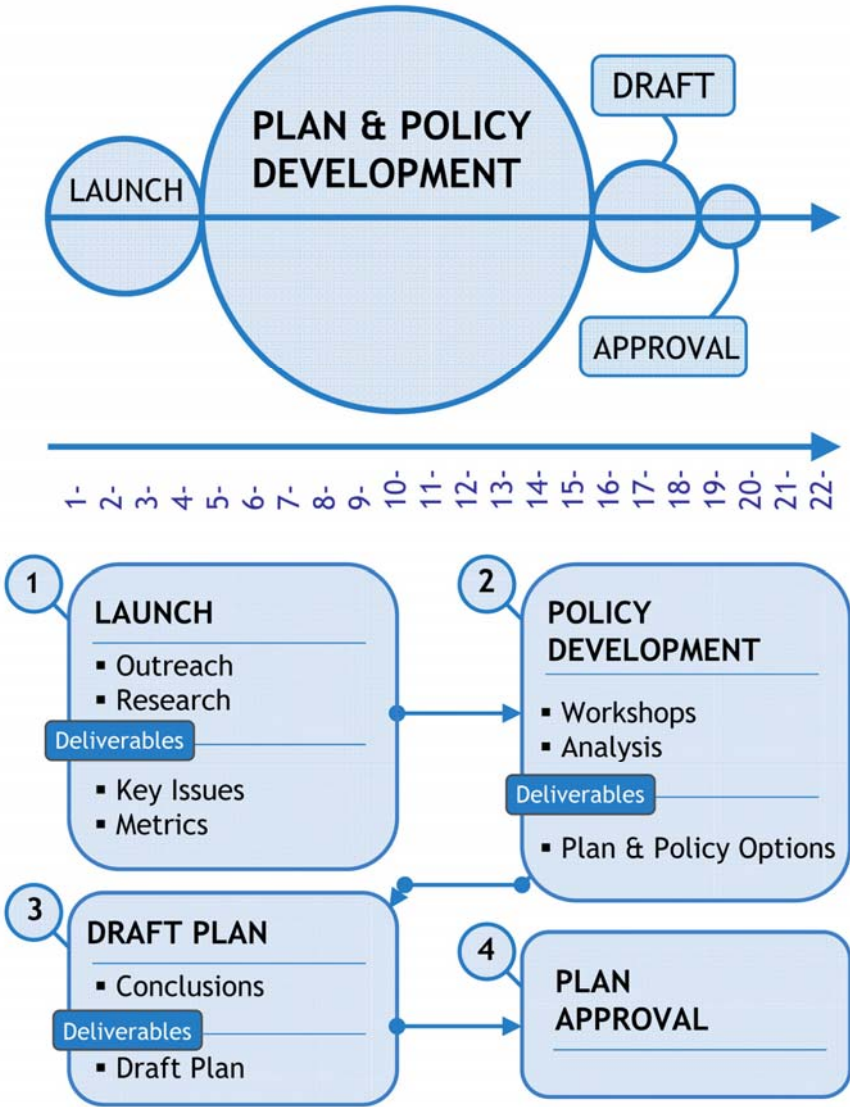 PLAN & POLICY
DEVELOPMENT
DRAFT
LAUNCH
APPROVAL
1-
2-
3-
4-
5-
6-
7-
8-
9-
10-
11-
12-
13-
14-
15-
16-
17-
18-
19-
20-
21-
22-
1
LAUNCH
▪ Outreach
▪ Research
Deliverables
▪ Key Issues
▪ Metrics
2
POLICY
DEVELOPMENT
▪ Workshops
▪ Analysis
Deliverables
▪ Plan & Policy Options
3
DRAFT PLAN
▪ Conclusions
Deliverables
▪ Draft Plan
4
PLAN
APPROVAL